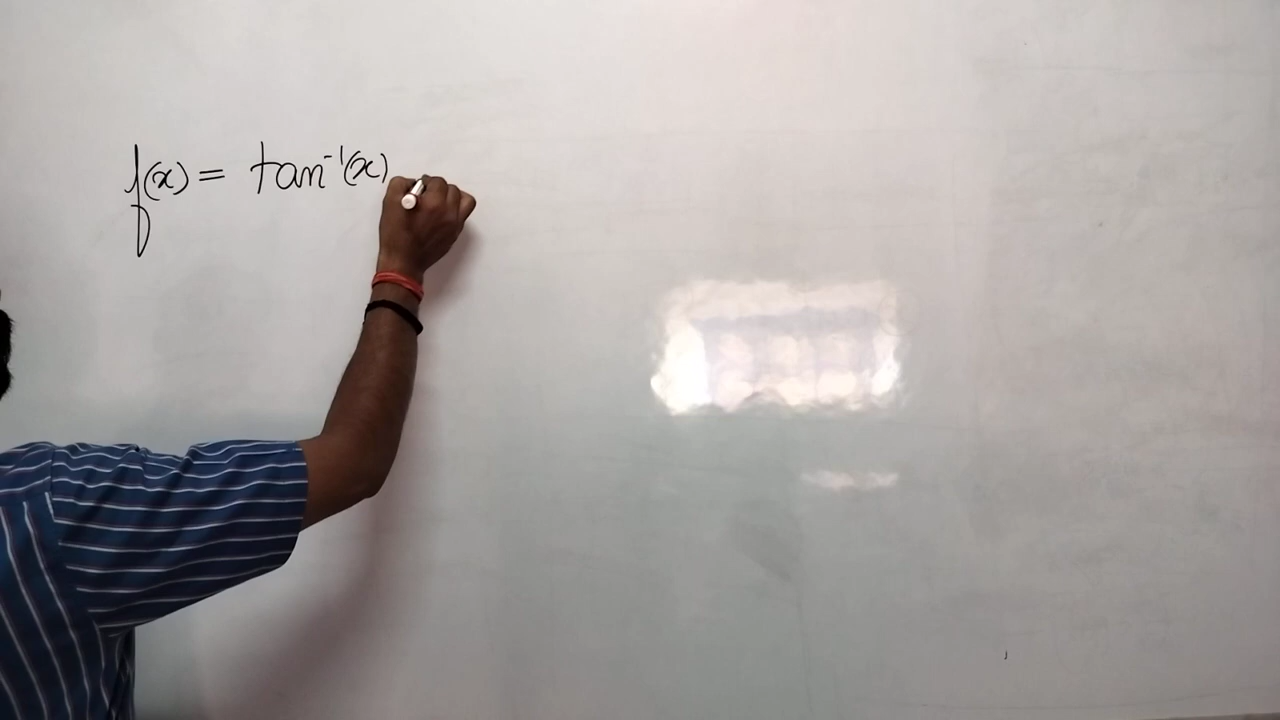 f(x) = tan⁻¹(x)